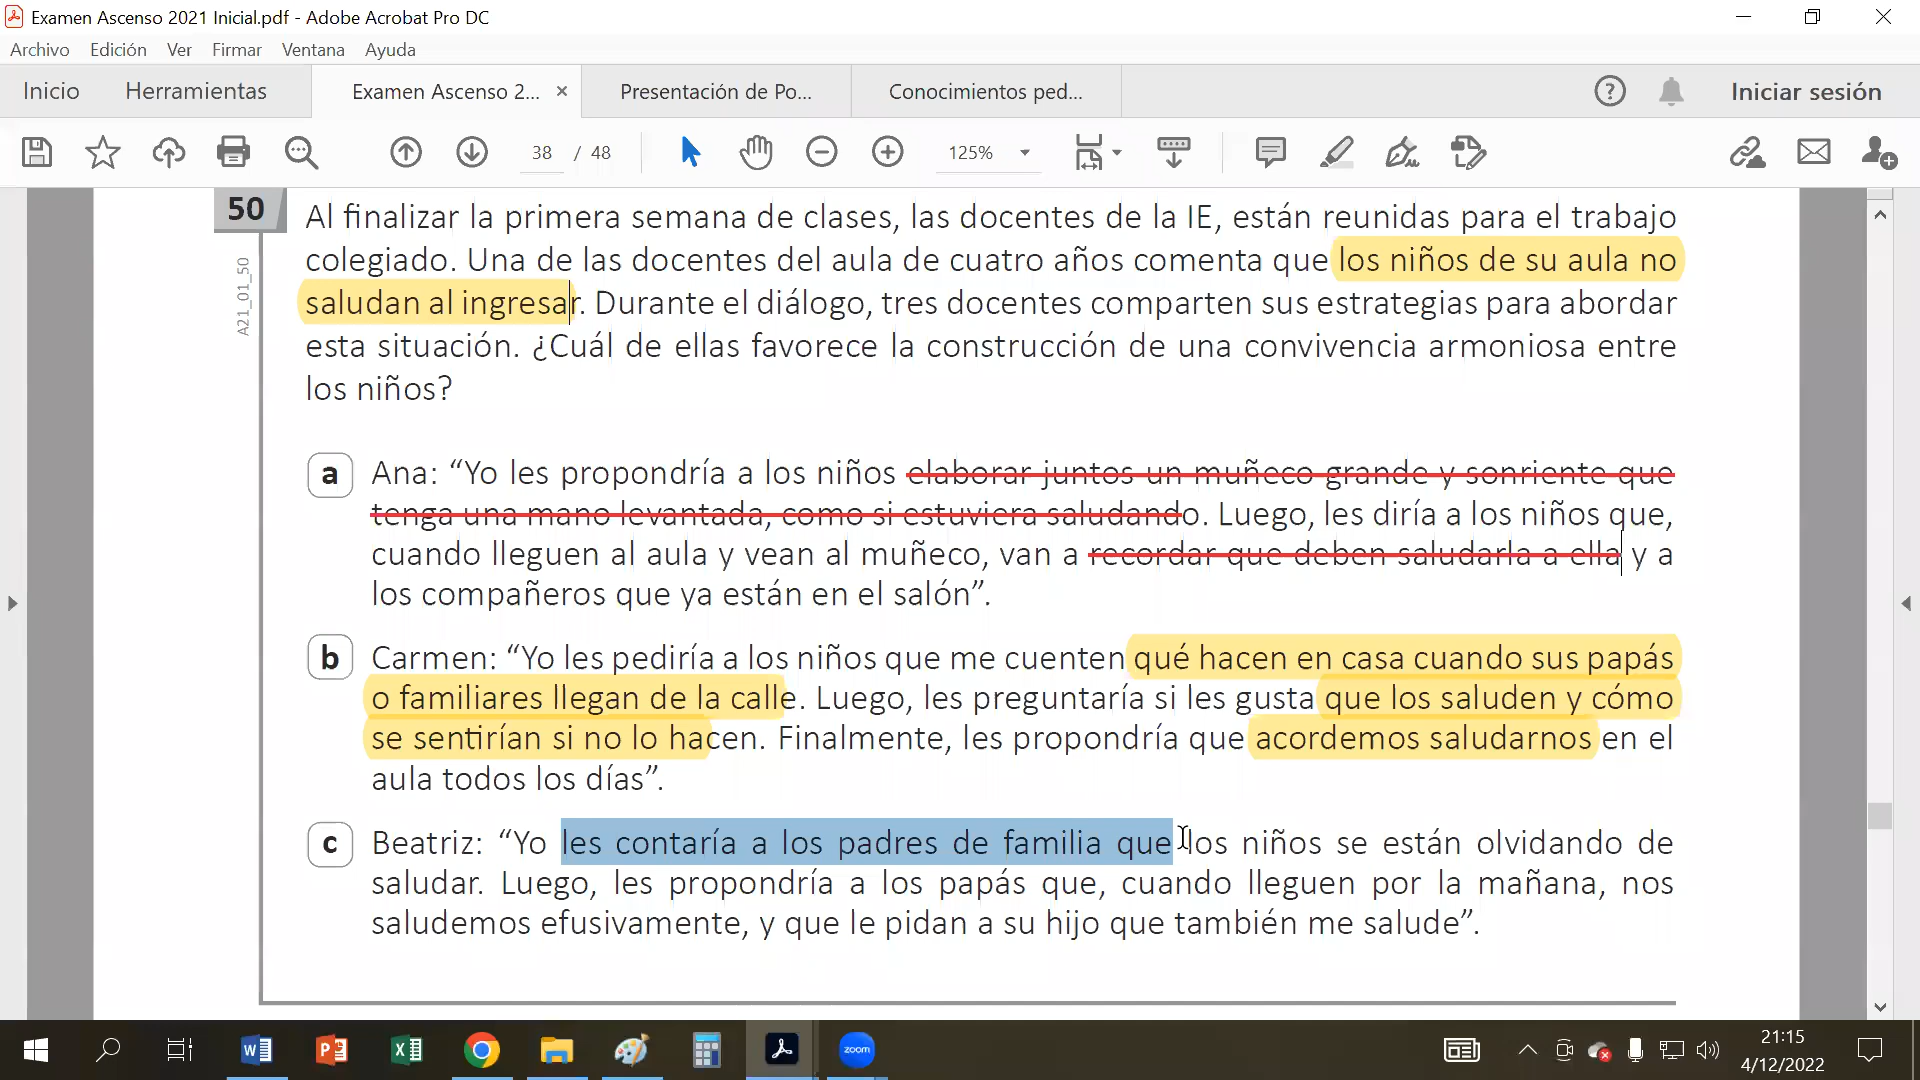 Examen Ascenso 2021 Inicial.pdf - Adobe Acrobat Pro DC
Archivo Edición Ver Firmar Ventana Ayuda
Inicio Herramientas Examen Ascenso 2... × Presentación de Po... Conocimientos ped... Iniciar sesión
38 / 48 125%
50
A21_01_50
Al finalizar la primera semana de clases, las docentes de la IE, están reunidas para el trabajo
colegiado. Una de las docentes del aula de cuatro años comenta que los niños de su aula no
saludan al ingresar. Durante el diálogo, tres docentes comparten sus estrategias para abordar
esta situación. ¿Cuál de ellas favorece la construcción de una convivencia armoniosa entre
los niños?
a Ana: “Yo les propondría a los niños elaborar juntos un muñeco grande y sonriente que
tenga una mano levantada, como si estuviera saludando. Luego, les diría a los niños que,
cuando lleguen al aula y vean al muñeco, van a recordar que deben saludarla a ella y a
los compañeros que ya están en el salón”.
b Carmen: “Yo les pediría a los niños que me cuenten qué hacen en casa cuando sus papás
o familiares llegan de la calle. Luego, les preguntaría si les gusta que los saluden y cómo
se sentirían si no lo hacen. Finalmente, les propondría que acordemos saludarnos en el
aula todos los días”.
c Beatriz: “Yo les contaría a los padres de familia que los niños se están olvidando de
saludar. Luego, les propondría a los papás que, cuando lleguen por la mañana, nos
saludemos efusivamente, y que le pidan a su hijo que también me salude”.
zoom
21:15
4/12/2022